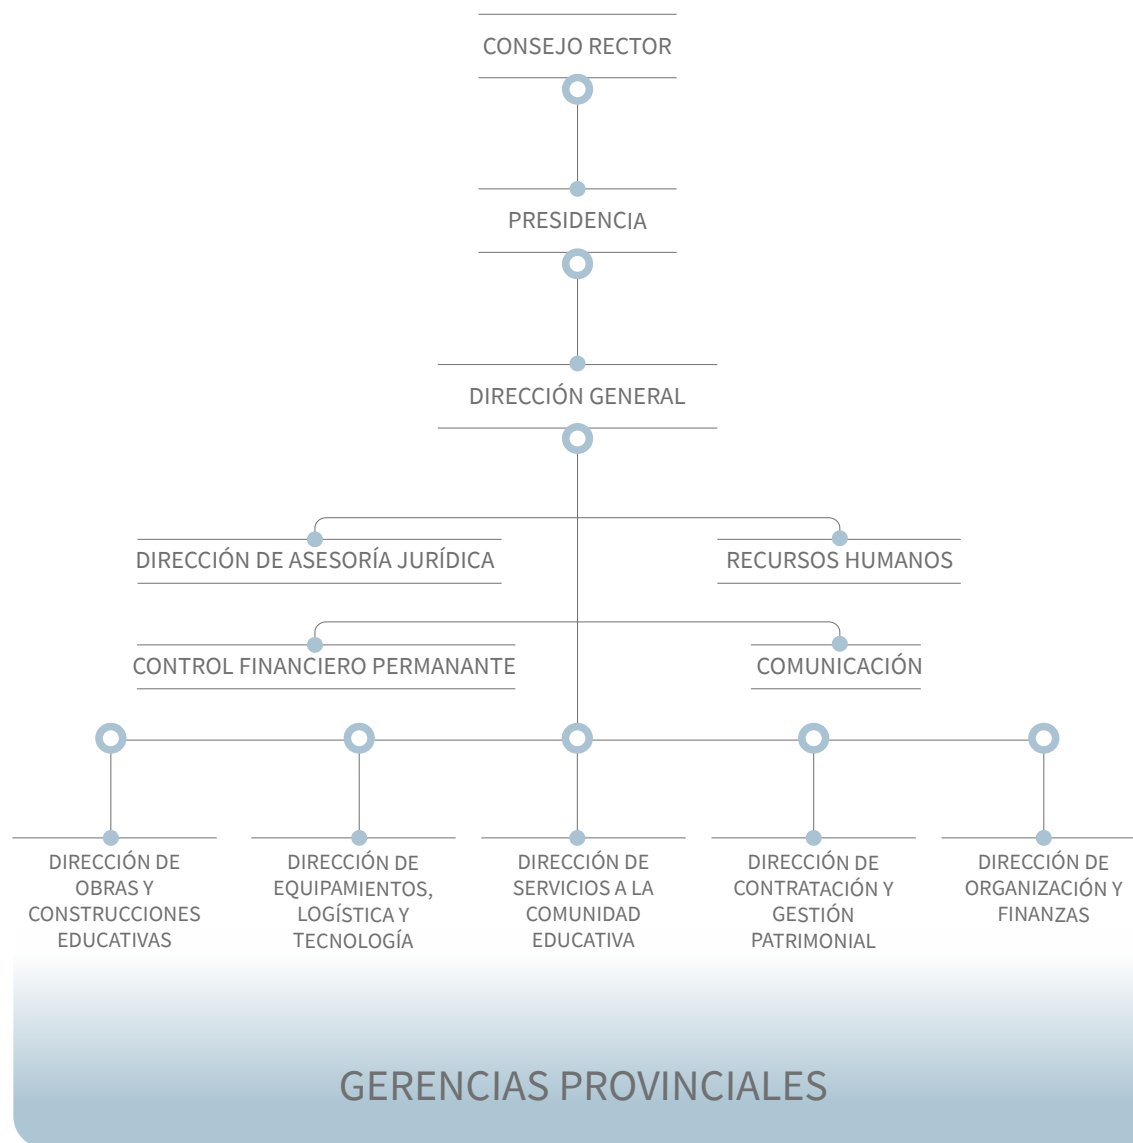 CONSEJO RECTOR
PRESIDENCIA
DIRECCIÓN GENERAL
DIRECCIÓN DE ASESORÍA JURÍDICA
RECURSOS HUMANOS
CONTROL FINANCIERO PERMANANTE
COMUNICACIÓN
DIRECCIÓN DE
OBRAS Y
CONSTRUCCIONES
EDUCATIVAS
DIRECCIÓN DE
EQUIPAMIENTOS,
LOGÍSTICA Y
TECNOLOGÍA
DIRECCIÓN DE
SERVICIOS A LA
COMUNIDAD
EDUCATIVA
DIRECCIÓN DE
CONTRATACIÓN Y
GESTIÓN
PATRIMONIAL
DIRECCIÓN DE
ORGANIZACIÓN Y
FINANZAS
GERENCIAS PROVINCIALES